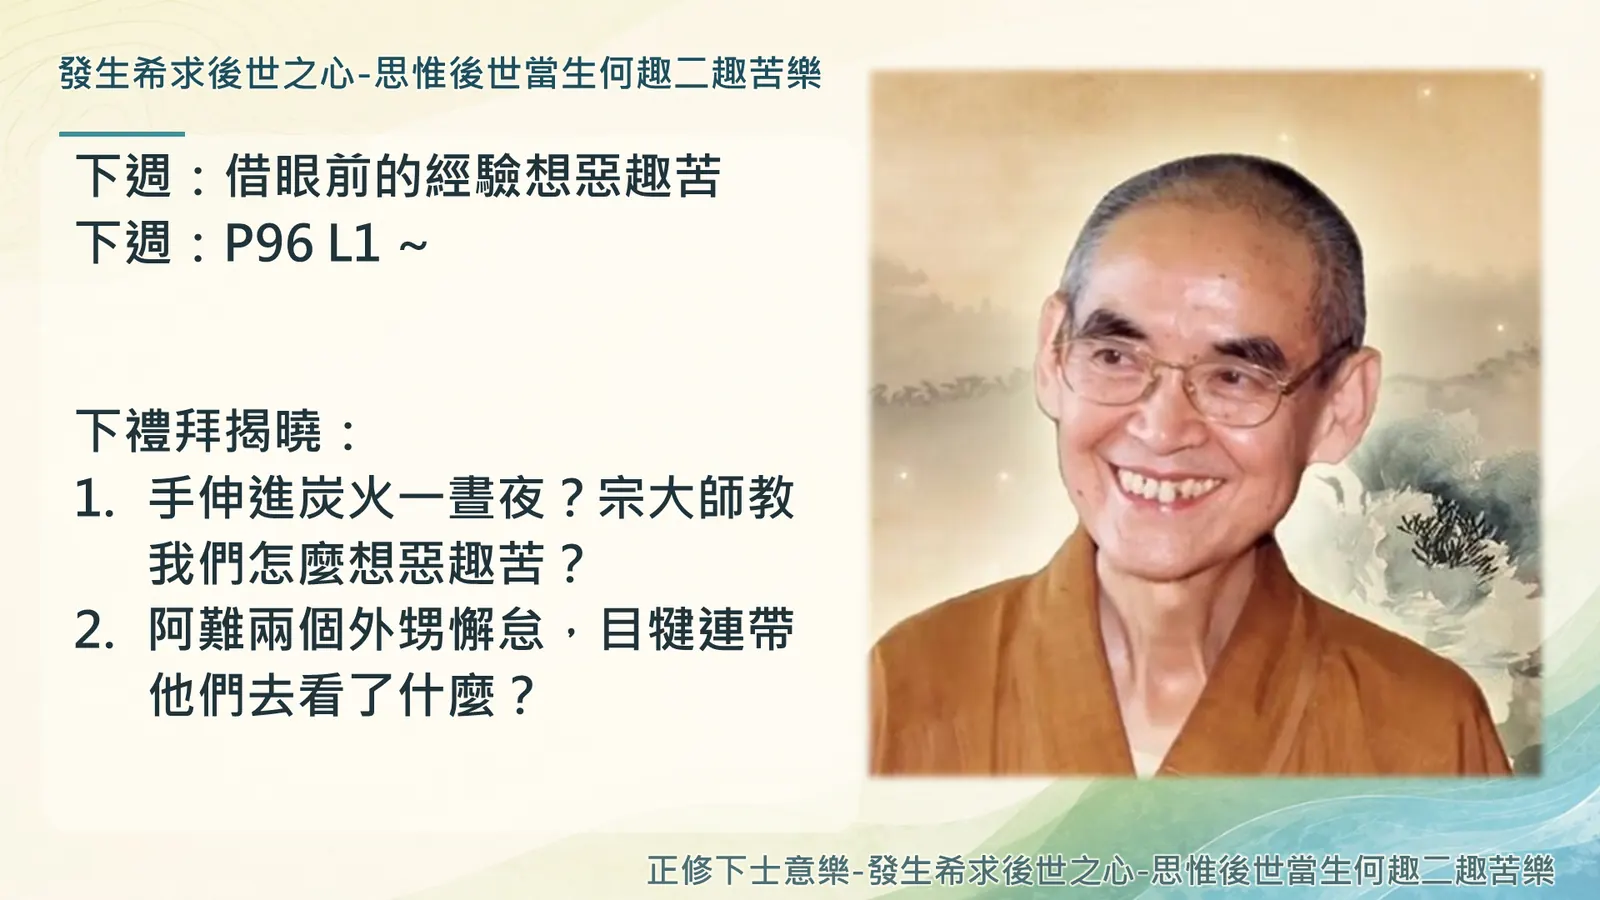 發生希求後世之心-思惟後世當生何趣二趣苦樂
下週：借眼前的經驗想惡趣苦
下週：P96 L1 ~
下禮拜揭曉：
1. 手伸進炭火一晝夜？宗大師教
我們怎麼想惡趣苦？
2. 阿難兩個外甥懈怠，目犍連帶
他們去看了什麼？
正修下士意樂-發生希求後世之心-思惟後世當生何趣二趣苦樂